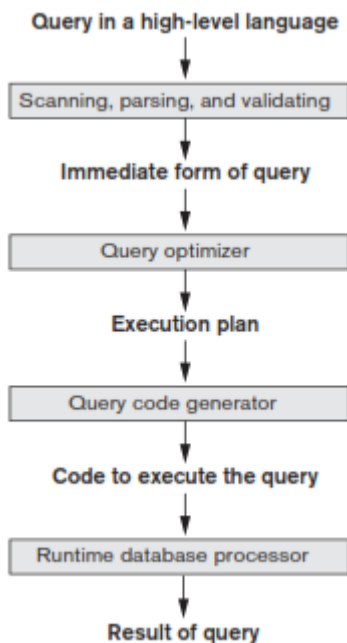 Query in a high-level language
Scanning, parsing, and validating
Immediate form of query
Query optimizer
Execution plan
Query code generator
Code to execute the query
Runtime database processor
Result of query